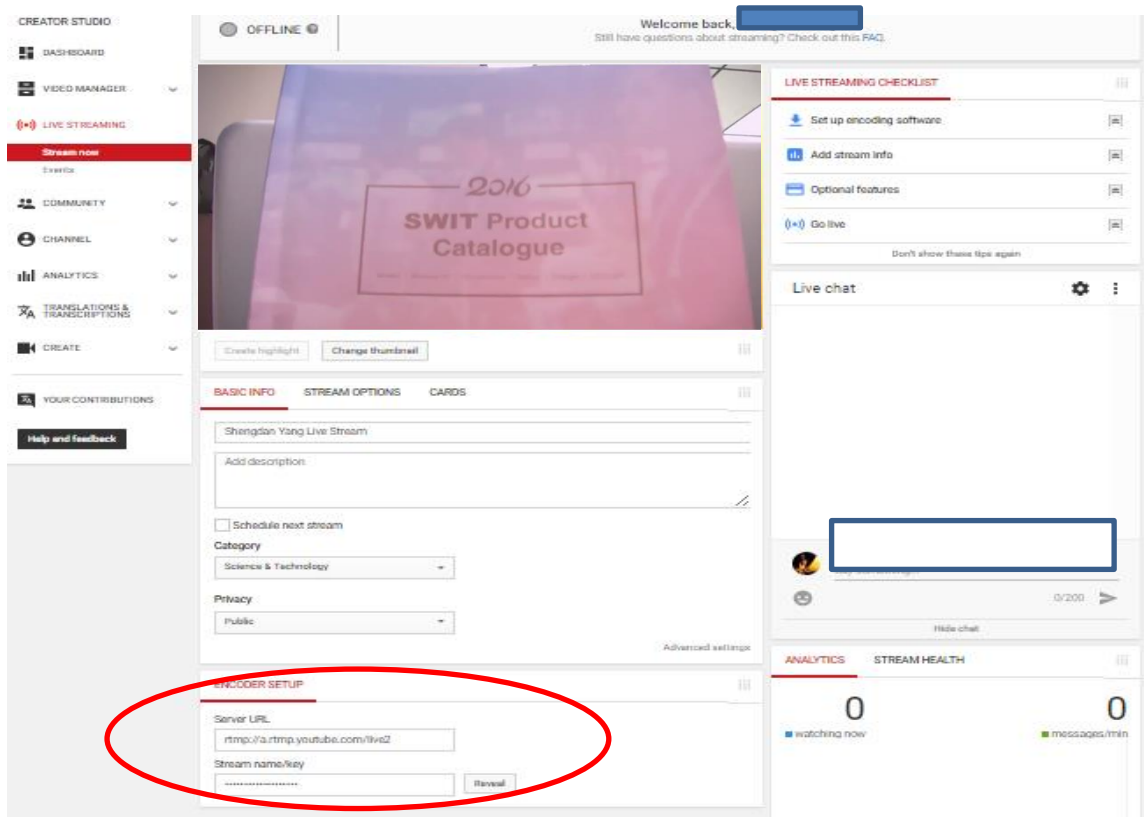 CREATOR STUDIO
DASHBOARD
VIDEO MANAGER
LIVE STREAMING
Stream now
Events
COMMUNITY
CHANNEL
ANALYTICS
TRANSLATIONS &
TRANSCRIPTIONS
CREATE
YOUR CONTRIBUTIONS
Help and feedback
OFFLINE
Welcome back,
Still have questions about streaming? Check out this FAQ.
2016
SWIT Product
Catalogue
Create highlight Change thumbnail
BASIC INFO STREAM OPTIONS CARDS
Shengdan Yang Live Stream
Add description
Schedule next stream
Category
Science & Technology
Privacy
Public
Advanced settings
ENCODER SETUP
Server URL
rtmp://a.rtmp.youtube.com/live2
Stream name/key
Reveal
LIVE STREAMING CHECKLIST
Set up encoding software
Add stream info
Optional features
Go live
Don't show these tips again
Live chat
0/200
Hide chat
ANALYTICS STREAM HEALTH
0 0
watching now messages/min